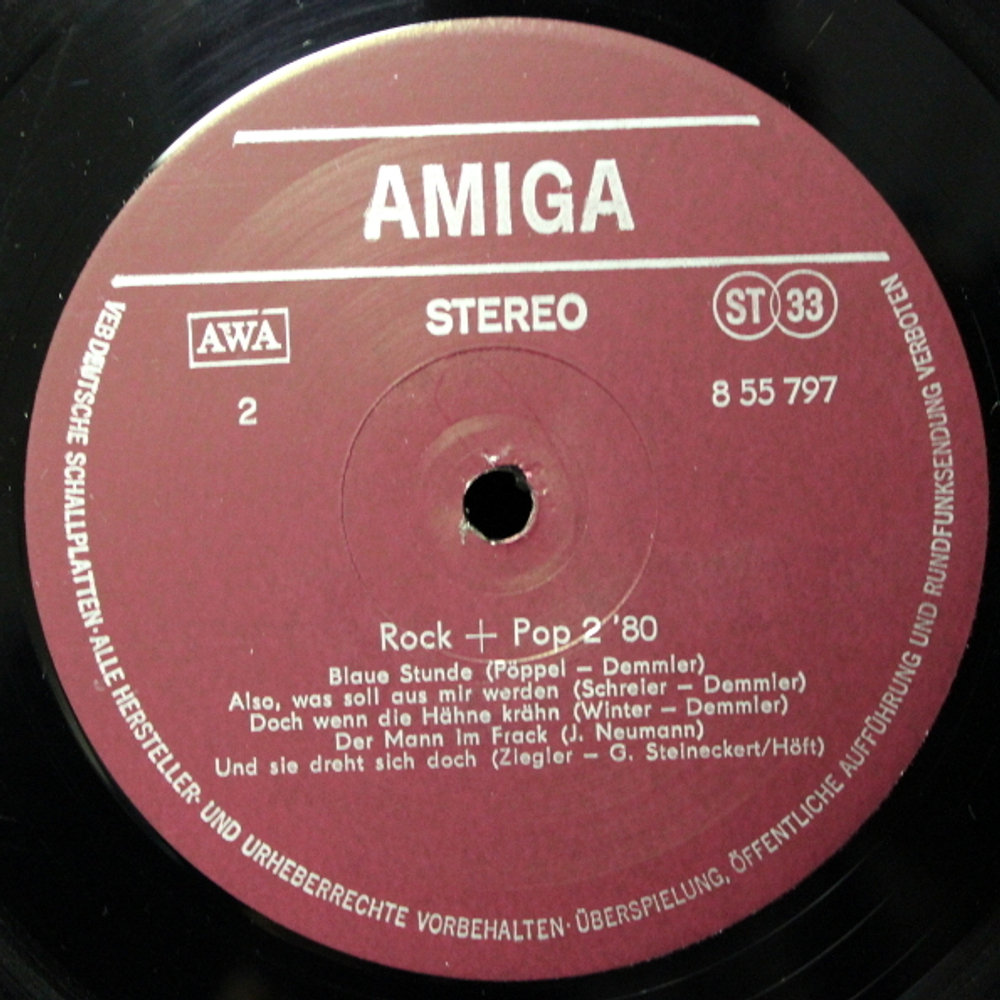 AMIGA
AWA
STEREO
ST 33
2
8 55 797
Rock + Pop 2 '80
Blaue Stunde (Pöppel – Demmler)
Also, was soll aus mir werden (Schreier – Demmler)
Doch wenn die Hähne krähn (Winter – Demmler)
Der Mann im Frack (J. Neumann)
Und sie dreht sich doch (Ziegler – G. Steineckert/Höft)
VEB DEUTSCHE SCHALLPLATTEN · ALLE HERSTELLER- UND URHEBERRECHTE VORBEHALTEN · ÜBERSPIELUNG, ÖFFENTLICHE AUFFÜHRUNG UND RUNDFUNKSENDUNG VERBOTEN